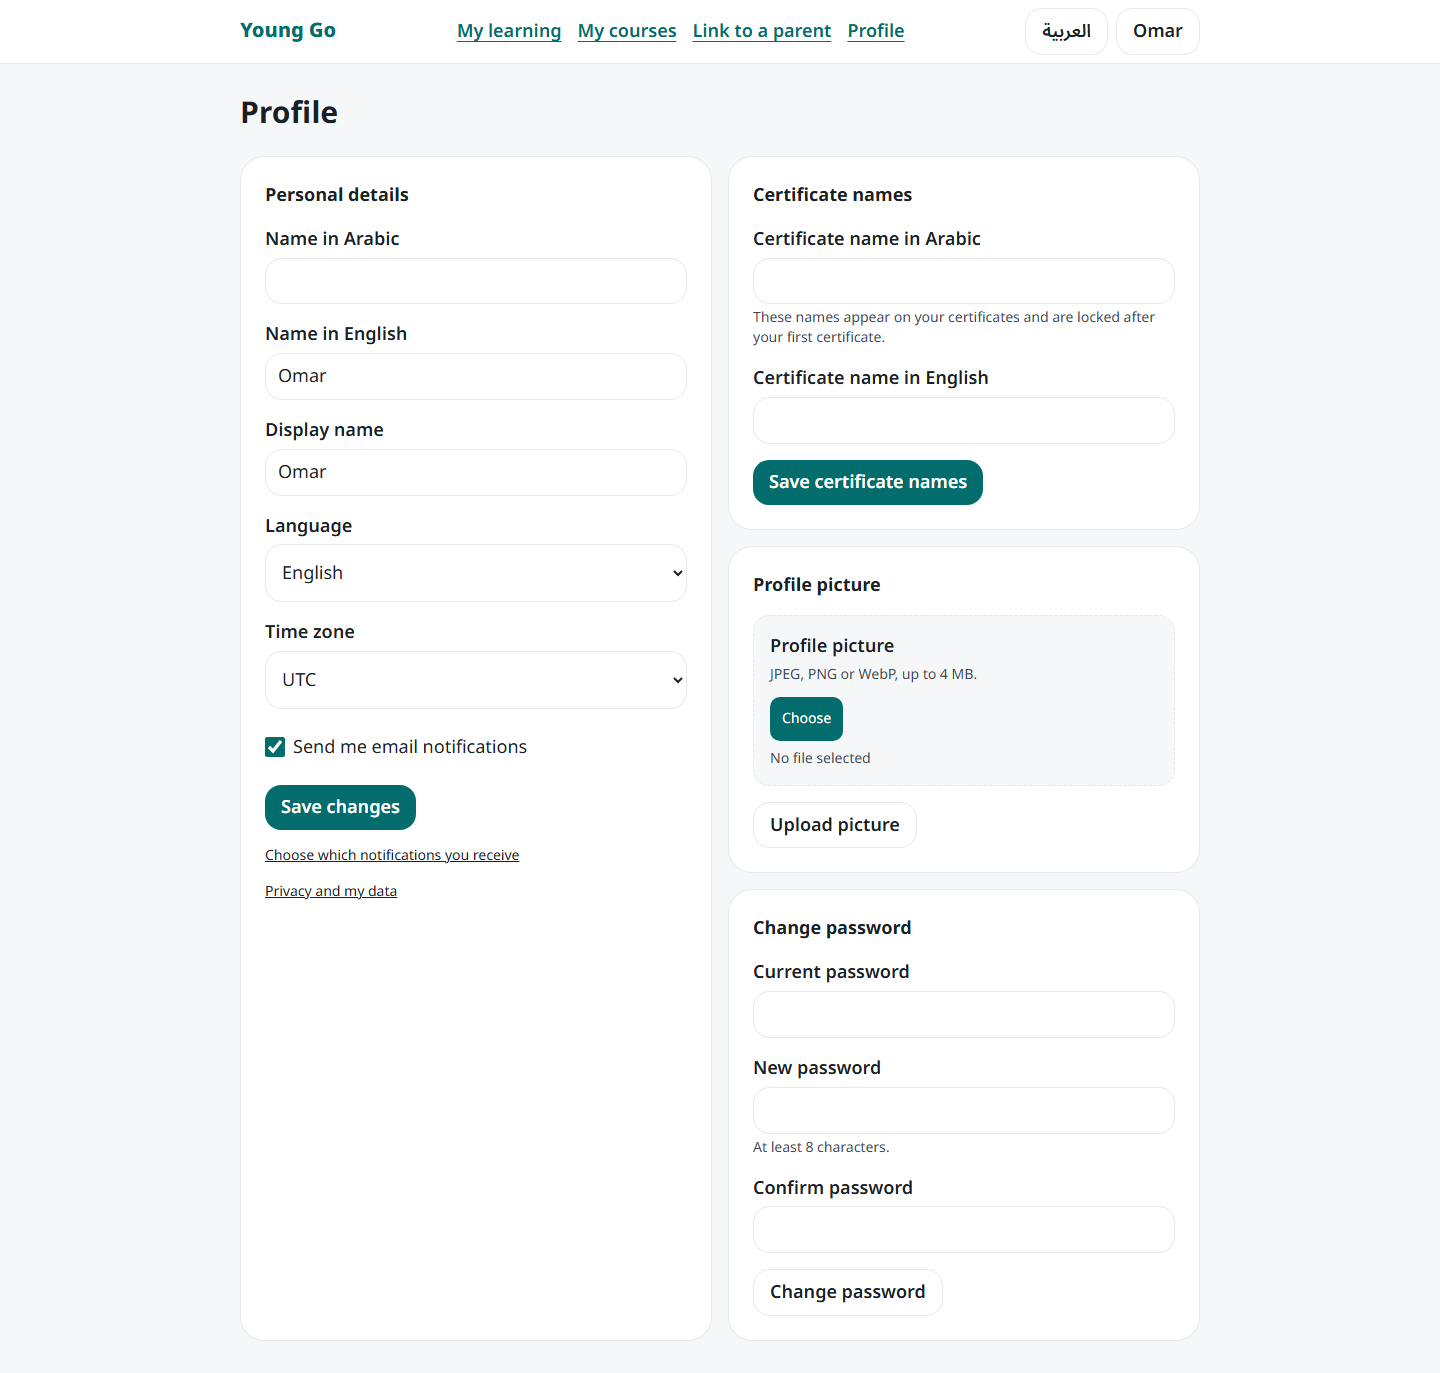 Young Go
My learning
My courses
Link to a parent
Profile
العربية
Omar
Profile
Personal details
Name in Arabic
Name in English
Omar
Display name
Omar
Language
English
Time zone
UTC
Send me email notifications
Save changes
Choose which notifications you receive
Privacy and my data
Certificate names
Certificate name in Arabic
These names appear on your certificates and are locked after
your first certificate.
Certificate name in English
Save certificate names
Profile picture
Profile picture
JPEG, PNG or WebP, up to 4 MB.
Choose
No file selected
Upload picture
Change password
Current password
New password
At least 8 characters.
Confirm password
Change password